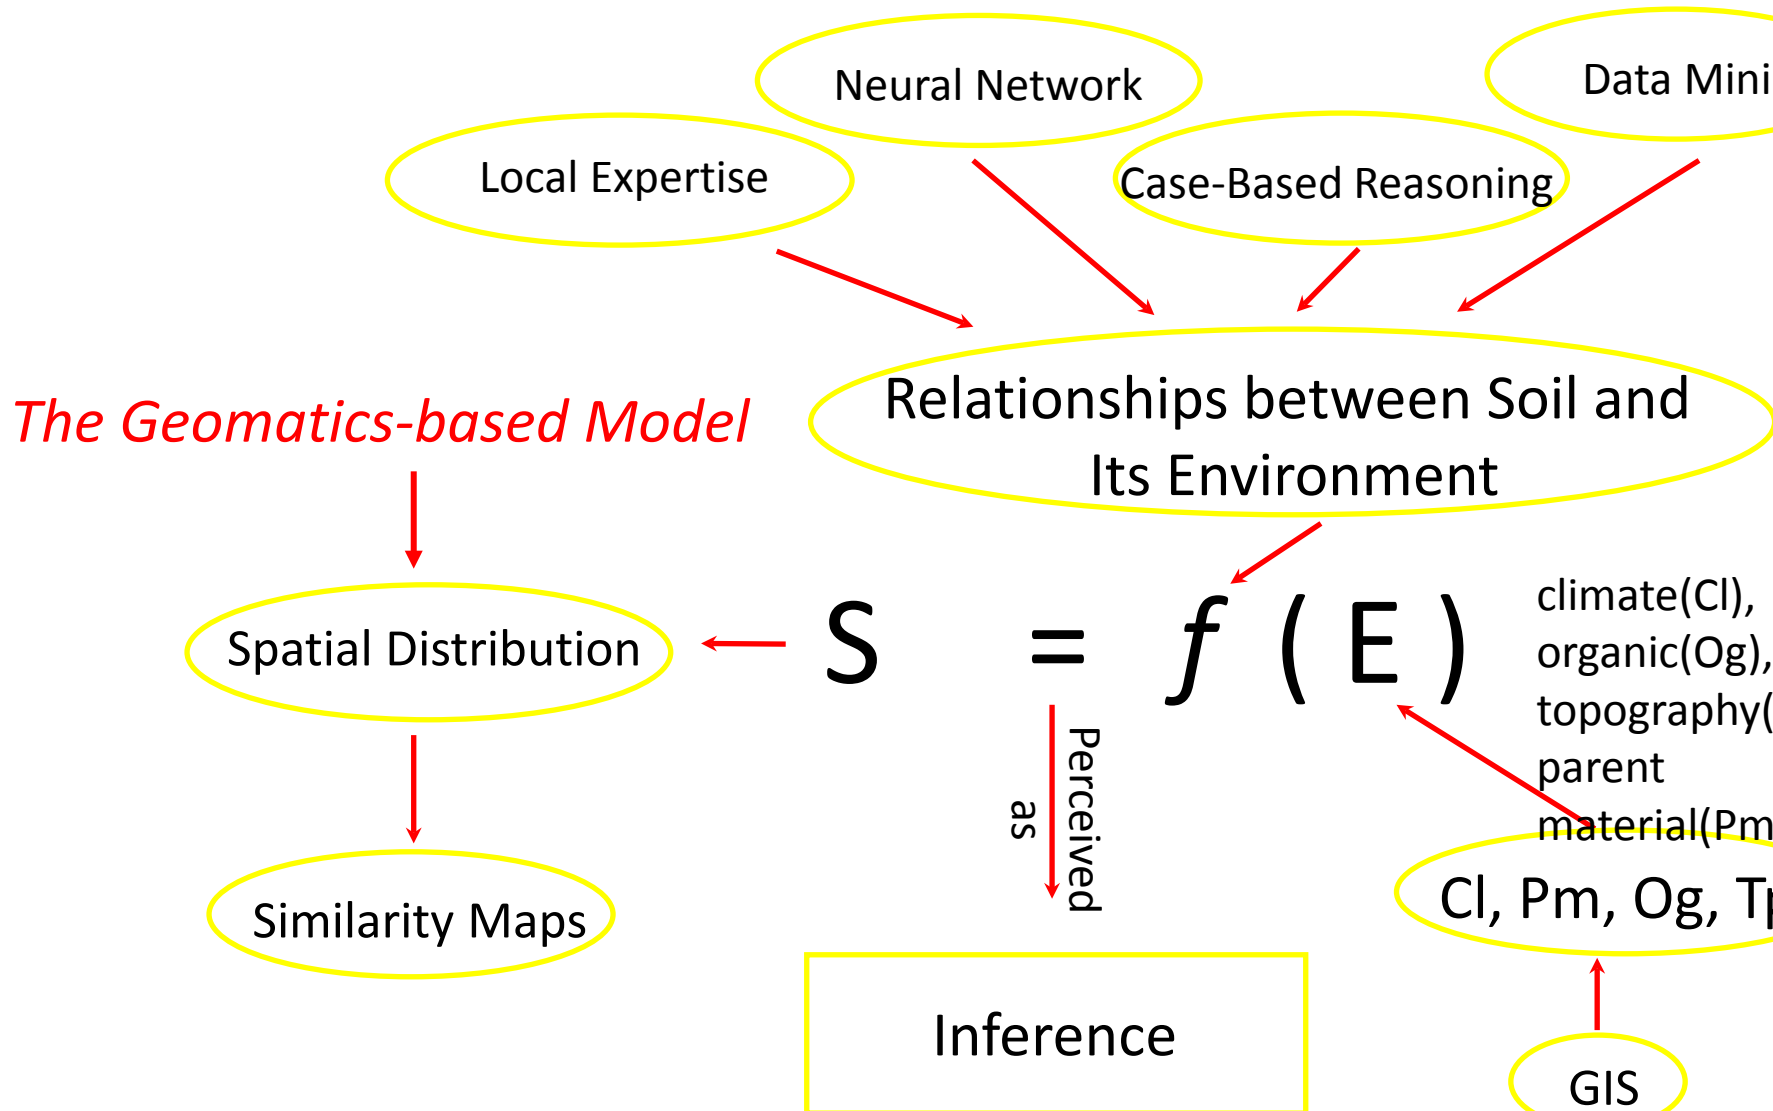 Neural Network
Data Mini
Local Expertise
Case-Based Reasoning
The Geomatics-based Model
Relationships between Soil and
Its Environment
Spatial Distribution
S = f ( E )
climate(Cl),
organic(Og),
topography(
parent
material(Pm
Perceived
as
Similarity Maps
Cl, Pm, Og, Tp
Inference
GIS